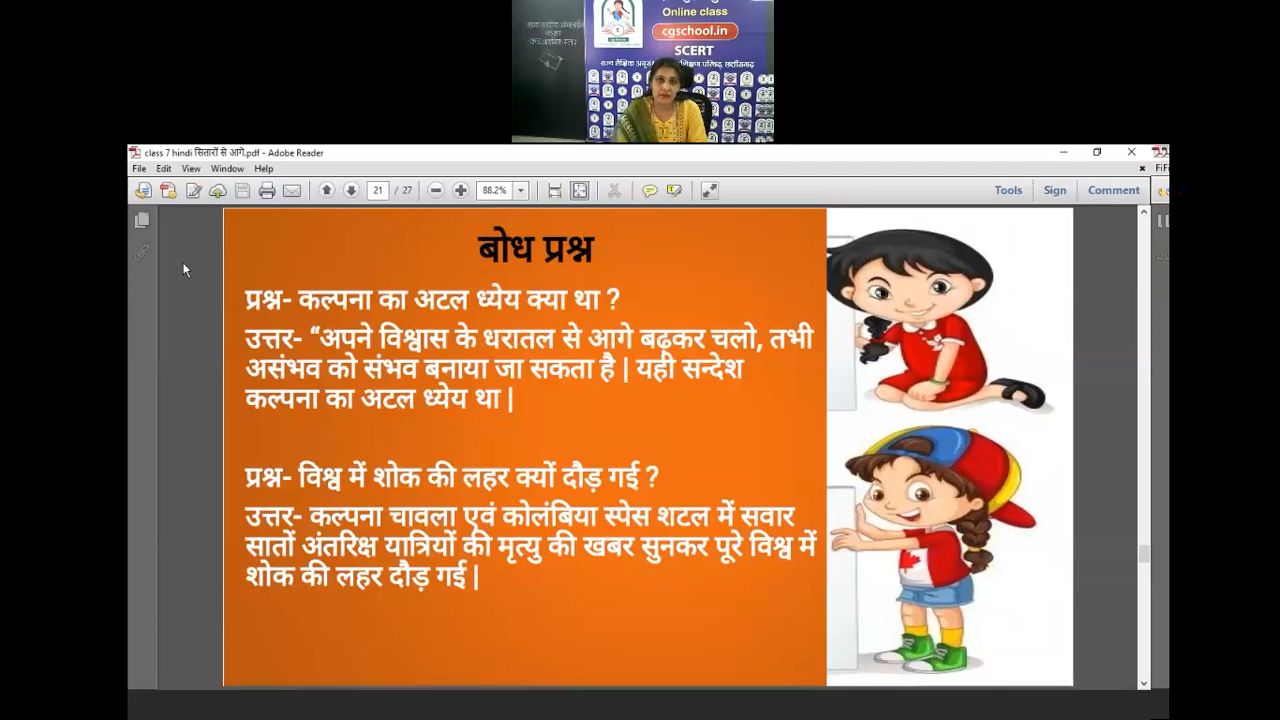 Online class
cgschool.in
SCERT
class 7 hindi सितारों से आगे.pdf - Adobe Reader
File Edit View Window Help
21 / 27 88.2% Tools Sign Comment
बोध प्रश्न
प्रश्न- कल्पना का अटल ध्येय क्या था ?
उत्तर- “अपने विश्वास के धरातल से आगे बढ़कर चलो, तभी
असंभव को संभव बनाया जा सकता है | यही सन्देश
कल्पना का अटल ध्येय था |
प्रश्न- विश्व में शोक की लहर क्यों दौड़ गई ?
उत्तर- कल्पना चावला एवं कोलंबिया स्पेस शटल में सवार
सातों अंतरिक्ष यात्रियों की मृत्यु की खबर सुनकर पूरे विश्व में
शोक की लहर दौड़ गई |